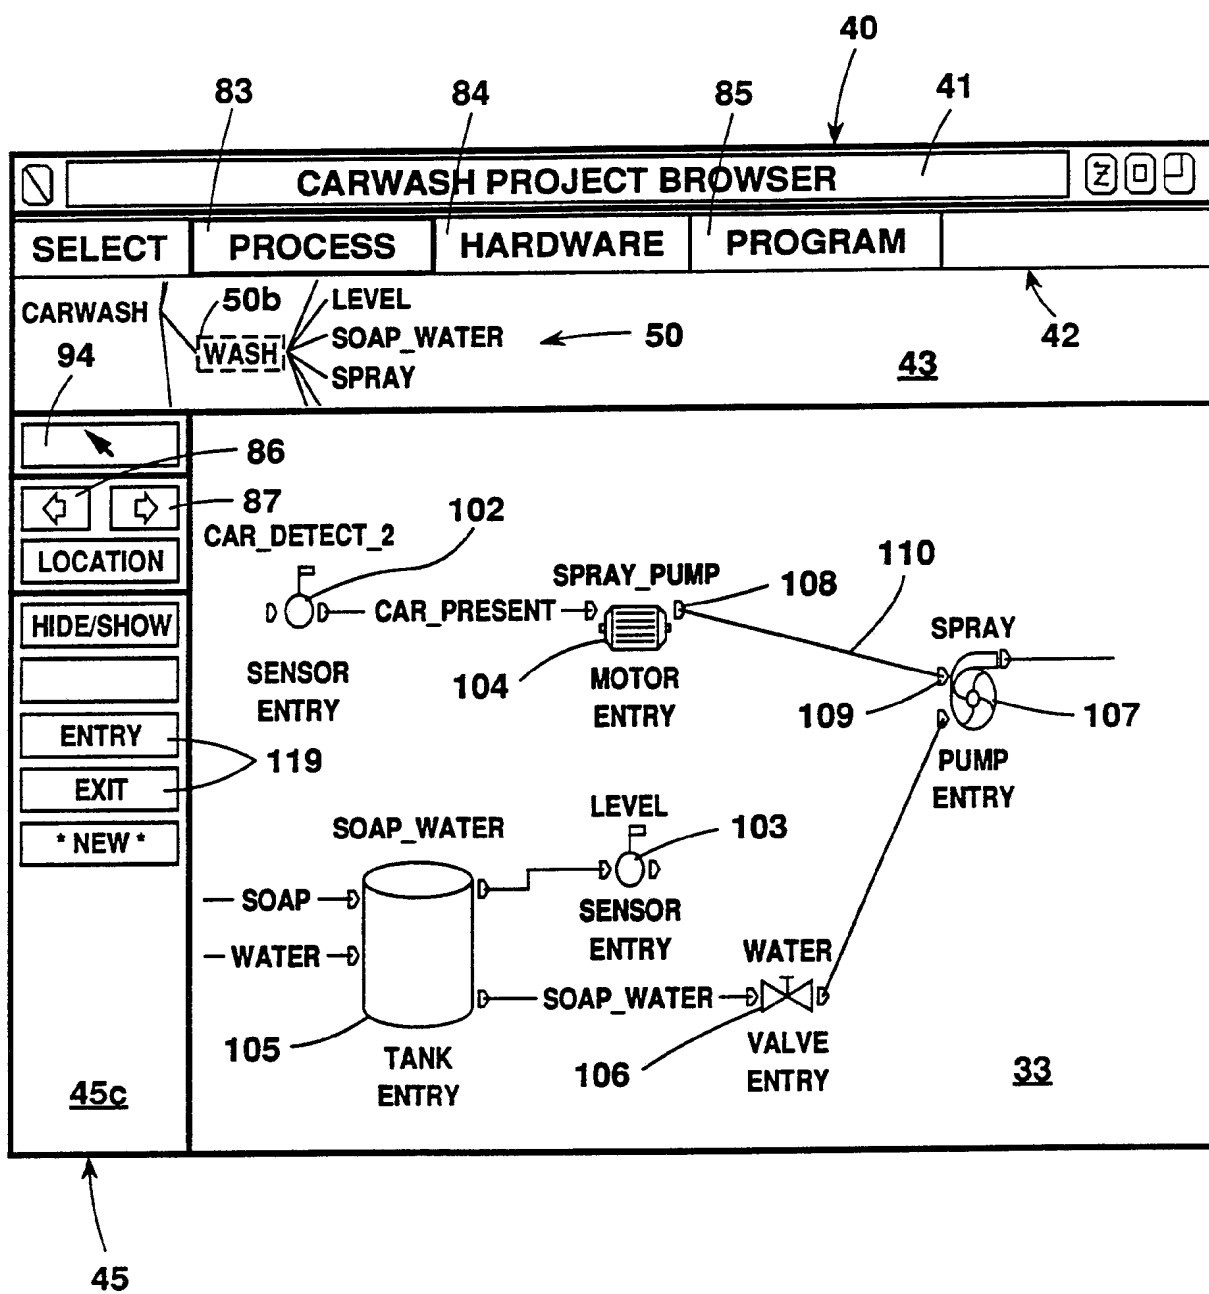 40
83
84
85
41
CARWASH PROJECT BROWSER
Z
SELECT
PROCESS
HARDWARE
PROGRAM
CARWASH
50b
LEVEL
WASH
SOAP_WATER
50
42
94
SPRAY
43
86
87
CAR_DETECT_2
102
LOCATION
SPRAY_PUMP
108
110
HIDE/SHOW
CAR_PRESENT
SPRAY
SENSOR
ENTRY
104
MOTOR
ENTRY
109
107
ENTRY
119
PUMP
ENTRY
EXIT
LEVEL
* NEW *
SOAP_WATER
103
SOAP
SENSOR
ENTRY
WATER
WATER
SOAP_WATER
105
TANK
ENTRY
106
VALVE
ENTRY
33
45c
45